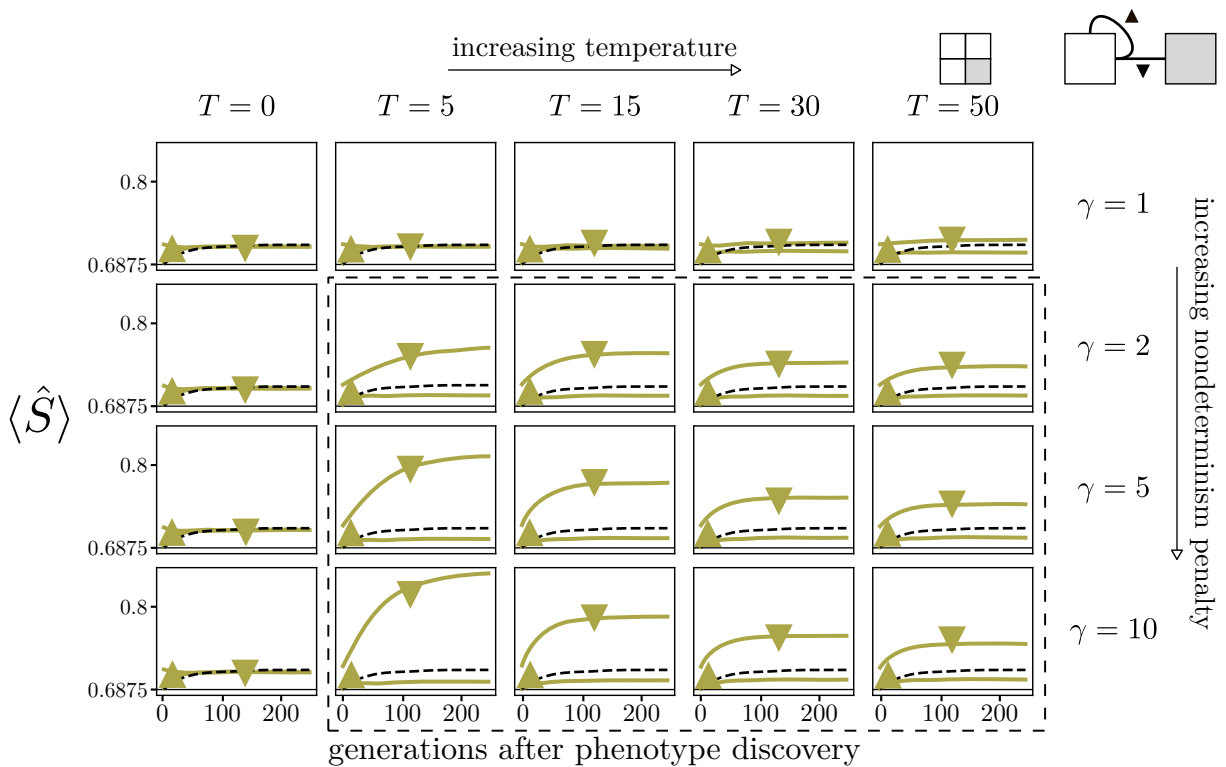 increasing temperature
T = 0
T = 5
T = 15
T = 30
T = 50
0.8
0.6875
γ = 1
0.8
0.6875
γ = 2
⟨Ŝ⟩
0.8
0.6875
γ = 5
0.8
0.6875
γ = 10
increasing nondeterminism penalty
0 100 200
0 100 200
0 100 200
0 100 200
0 100 200
generations after phenotype discovery